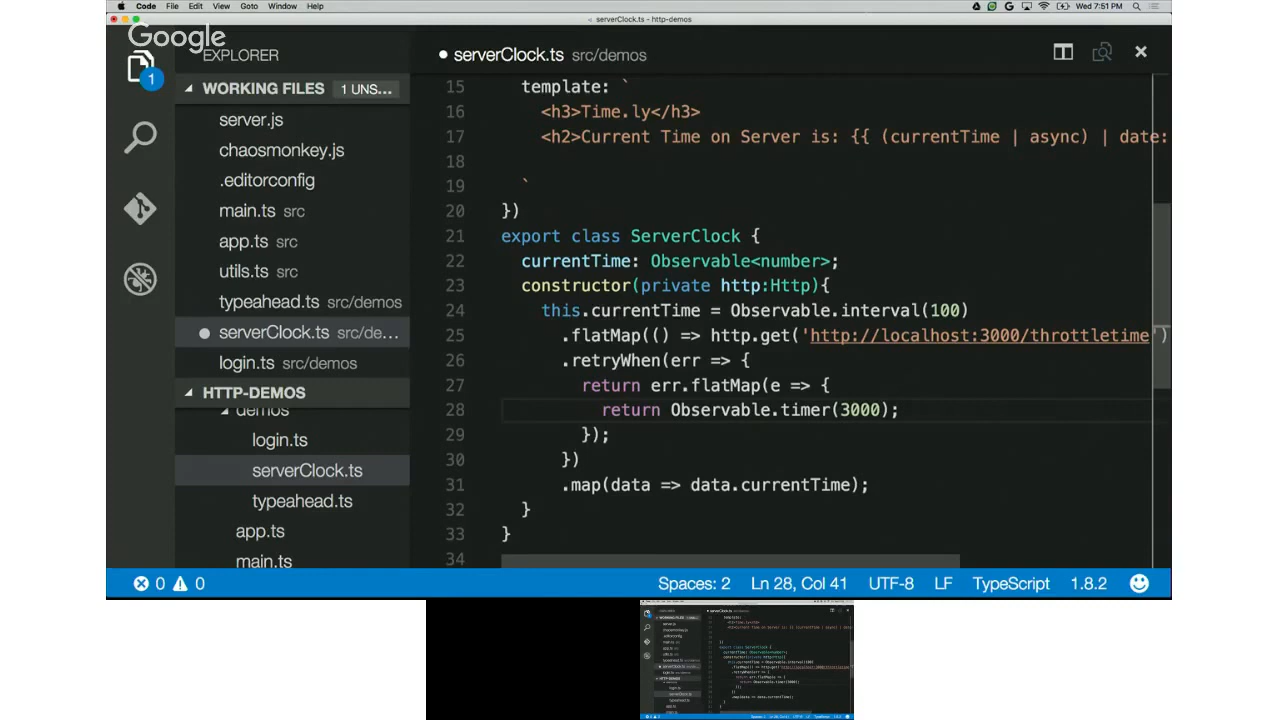 Code File Edit View Goto Window Help Wed 7:51 PM
serverClock.ts - http-demos
Google
EXPLORER
serverClock.ts src/demos
1
WORKING FILES 1 UNS...
server.js
chaosmonkey.js
.editorconfig
main.ts src
app.ts src
utils.ts src
typeahead.ts src/demos
serverClock.ts src/de...
login.ts src/demos
HTTP-DEMOS
demos
login.ts
serverClock.ts
typeahead.ts
app.ts
main.ts
15 template: `
16 <h3>Time.ly</h3>
17 <h2>Current Time on Server is: {{ (currentTime | async) | date:
18
19 `
20 })
21 export class ServerClock {
22 currentTime: Observable<number>;
23 constructor(private http:Http){
24 this.currentTime = Observable.interval(100)
25 .flatMap(() => http.get('http://localhost:3000/throttletime')
26 .retryWhen(err => {
27 return err.flatMap(e => {
28 return Observable.timer(3000);
29 });
30 })
31 .map(data => data.currentTime);
32 }
33 }
34
0 0 Spaces: 2 Ln 28, Col 41 UTF-8 LF TypeScript 1.8.2